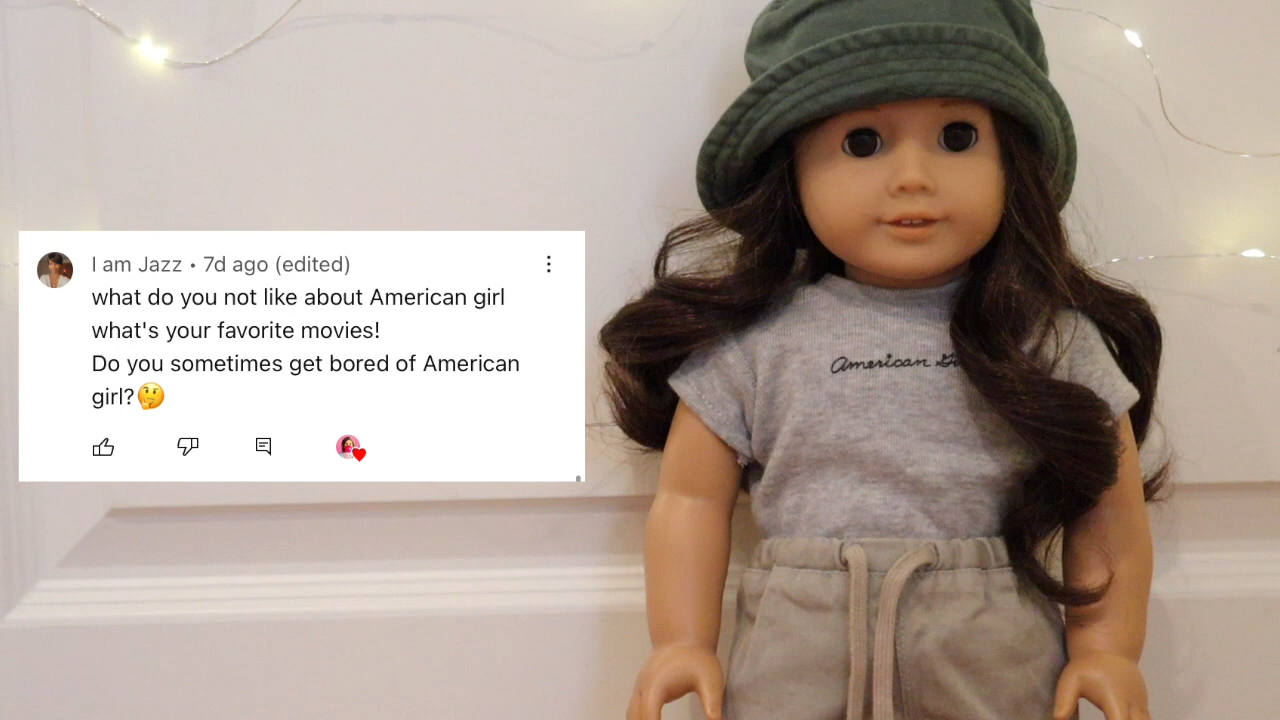 I am Jazz • 7d ago (edited)
what do you not like about American girl
what's your favorite movies!
Do you sometimes get bored of American
girl?🤔
American